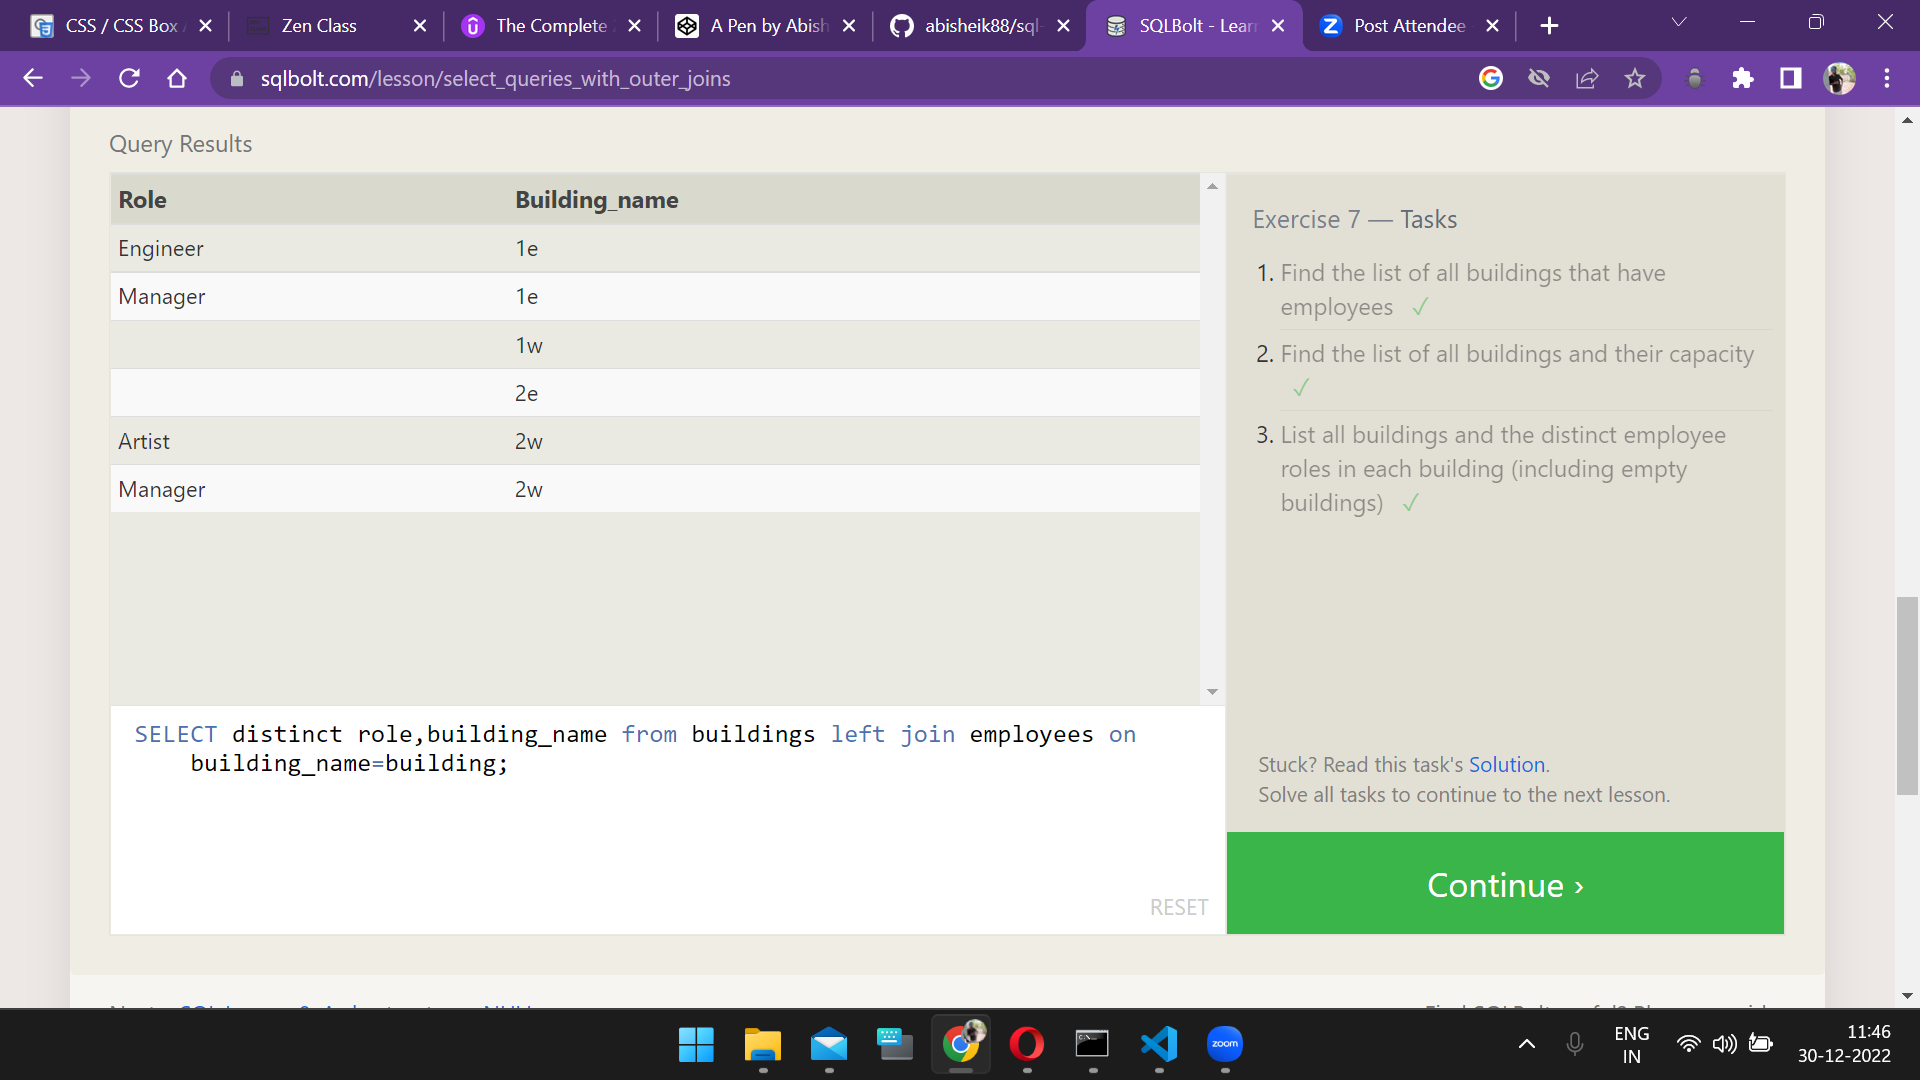 CSS / CSS Box
Zen Class
The Complete
A Pen by Abish
abisheik88/sql-
SQLBolt - Lear
Post Attendee
sqlbolt.com/lesson/select_queries_with_outer_joins
Query Results
Role Building_name
Engineer 1e
Manager 1e
1w
2e
Artist 2w
Manager 2w
Exercise 7 — Tasks
1. Find the list of all buildings that have
employees ✓
2. Find the list of all buildings and their capacity
✓
3. List all buildings and the distinct employee
roles in each building (including empty
buildings) ✓
SELECT distinct role,building_name from buildings left join employees on
building_name=building;
RESET
Stuck? Read this task's Solution.
Solve all tasks to continue to the next lesson.
Continue ›
zoom
ENG
IN
11:46
30-12-2022